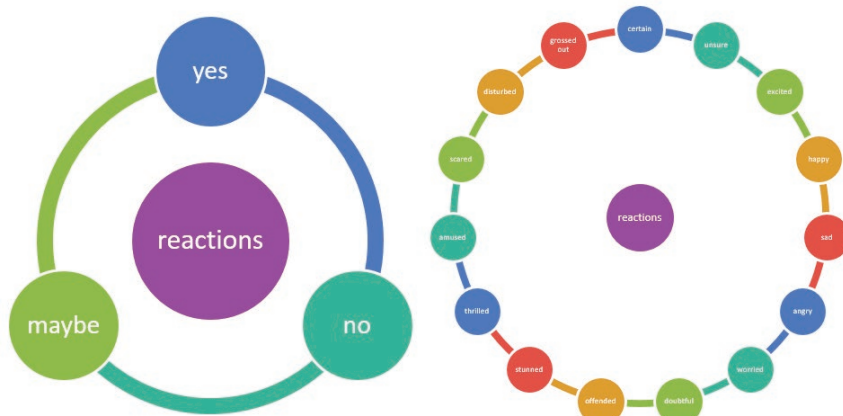 yes
reactions
maybe
no
certain
unsure
excited
happy
sad
angry
worried
doubtful
offended
stunned
thrilled
amused
scared
disturbed
grossed
out
reactions